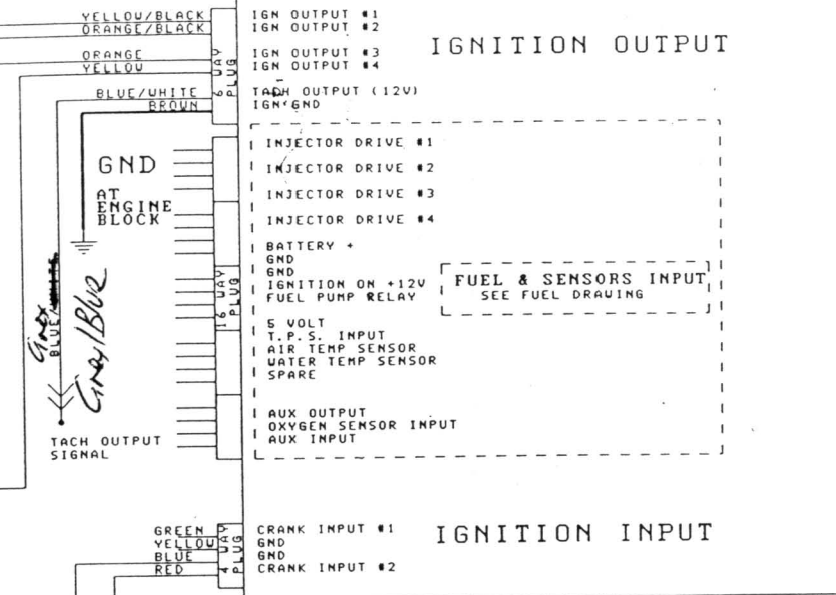 YELLOW/BLACK IGN OUTPUT #1
ORANGE/BLACK IGN OUTPUT #2
ORANGE IGN OUTPUT #3
YELLOW IGN OUTPUT #4
BLUE/WHITE TACH OUTPUT (12V)
BROWN IGN GND
6 WAY PLUG
IGNITION OUTPUT
GND
AT
ENGINE
BLOCK
INJECTOR DRIVE #1
INJECTOR DRIVE #2
INJECTOR DRIVE #3
INJECTOR DRIVE #4
BATTERY +
GND
GND
IGNITION ON +12V
FUEL PUMP RELAY
16 WAY PLUG
FUEL & SENSORS INPUT
SEE FUEL DRAWING
5 VOLT
T.P.S. INPUT
AIR TEMP SENSOR
WATER TEMP SENSOR
SPARE
AUX OUTPUT
OXYGEN SENSOR INPUT
AUX INPUT
Grey
BLUE/WHITE
Grey/Blue
TACH OUTPUT
SIGNAL
GREEN CRANK INPUT #1
YELLOW GND
BLUE GND
RED CRANK INPUT #2
4 WAY PLUG
IGNITION INPUT